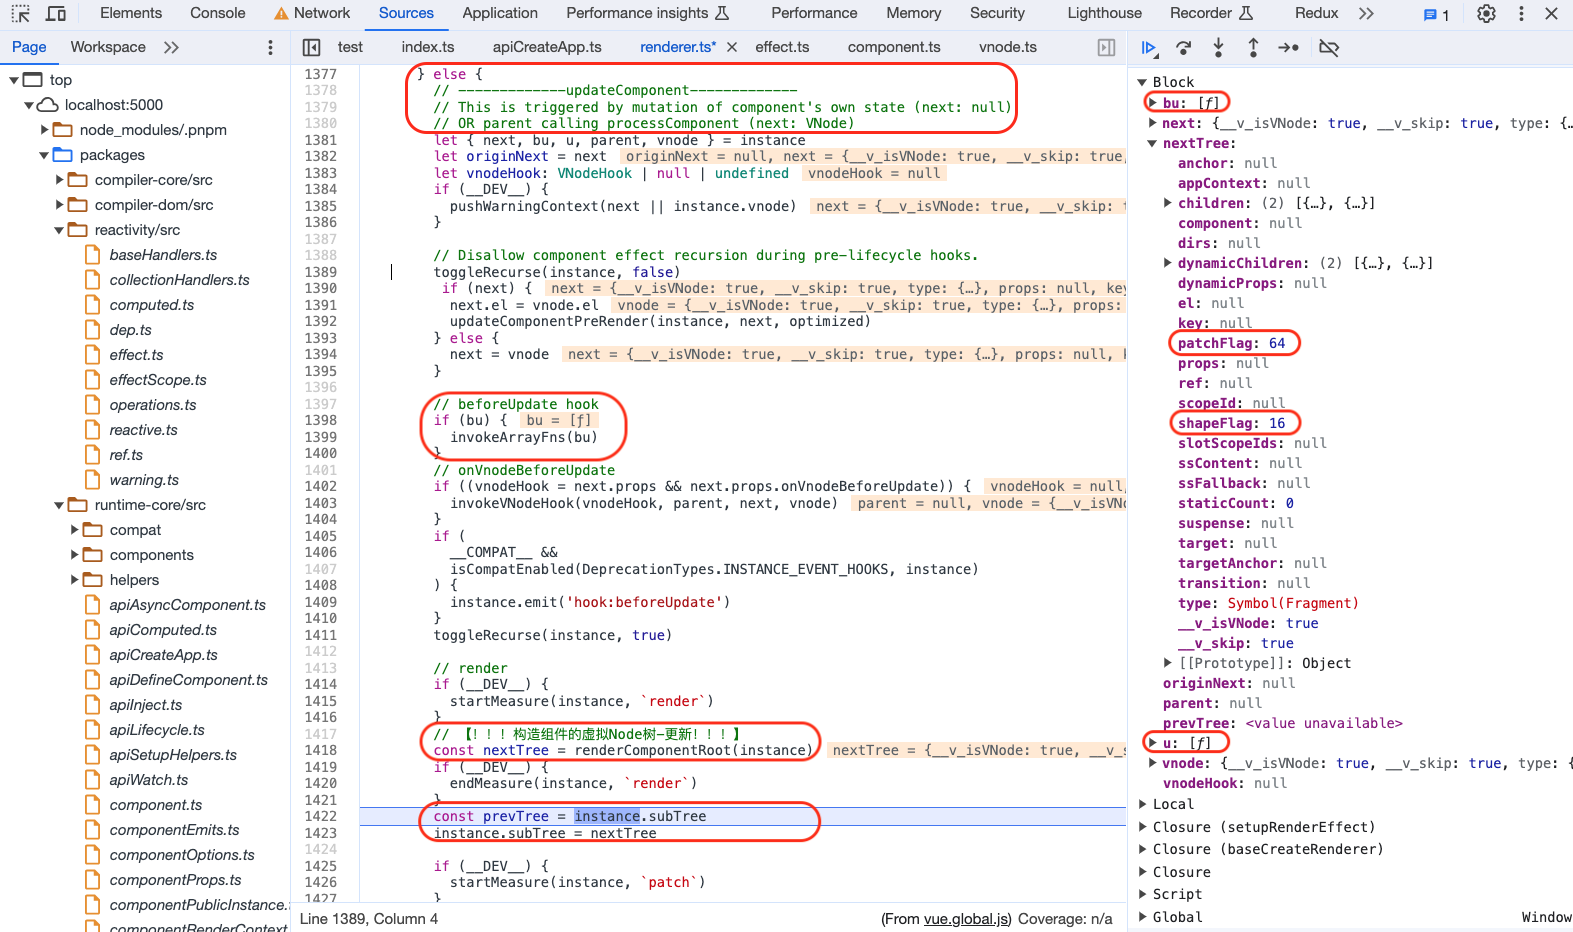 Elements Console Network Sources Application Performance insights Performance Memory Security Lighthouse Recorder Redux 1
Page Workspace
test index.ts apiCreateApp.ts renderer.ts* effect.ts component.ts vnode.ts
top
localhost:5000
node_modules/.pnpm
packages
compiler-core/src
compiler-dom/src
reactivity/src
baseHandlers.ts
collectionHandlers.ts
computed.ts
dep.ts
effect.ts
effectScope.ts
operations.ts
reactive.ts
ref.ts
warning.ts
runtime-core/src
compat
components
helpers
apiAsyncComponent.ts
apiComputed.ts
apiCreateApp.ts
apiDefineComponent.ts
apiInject.ts
apiLifecycle.ts
apiSetupHelpers.ts
apiWatch.ts
component.ts
componentEmits.ts
componentOptions.ts
componentProps.ts
componentPublicInstance.
componentRenderContext
1377 } else {
1378 // -------------updateComponent-------------
1379 // This is triggered by mutation of component's own state (next: null)
1380 // OR parent calling processComponent (next: VNode)
1381 let { next, bu, u, parent, vnode } = instance
1382 let originNext = next originNext = null, next = {__v_isVNode: true, __v_skip: true,
1383 let vnodeHook: VNodeHook | null | undefined vnodeHook = null
1384 if (__DEV__) {
1385 pushWarningContext(next || instance.vnode) next = {__v_isVNode: true, __v_skip: t
1386 }
1387
1388 // Disallow component effect recursion during pre-lifecycle hooks.
1389 toggleRecurse(instance, false)
1390 if (next) { next = {__v_isVNode: true, __v_skip: true, type: {…}, props: null, key
1391 next.el = vnode.el vnode = {__v_isVNode: true, __v_skip: true, type: {…}, props:
1392 updateComponentPreRender(instance, next, optimized)
1393 } else {
1394 next = vnode next = {__v_isVNode: true, __v_skip: true, type: {…}, props: null, k
1395 }
1396
1397 // beforeUpdate hook
1398 if (bu) { bu = [ƒ]
1399 invokeArrayFns(bu)
1400 }
1401 // onVnodeBeforeUpdate
1402 if ((vnodeHook = next.props && next.props.onVnodeBeforeUpdate)) { vnodeHook = null,
1403 invokeVNodeHook(vnodeHook, parent, next, vnode) parent = null, vnode = {__v_isVNo
1404 }
1405 if (
1406 __COMPAT__ &&
1407 isCompatEnabled(DeprecationTypes.INSTANCE_EVENT_HOOKS, instance)
1408 ) {
1409 instance.emit('hook:beforeUpdate')
1410 }
1411 toggleRecurse(instance, true)
1412
1413 // render
1414 if (__DEV__) {
1415 startMeasure(instance, `render`)
1416 }
1417 // 【！！！构造组件的虚拟Node树-更新！！！】
1418 const nextTree = renderComponentRoot(instance) nextTree = {__v_isVNode: true, __v_s
1419 if (__DEV__) {
1420 endMeasure(instance, `render`)
1421 }
1422 const prevTree = instance.subTree
1423 instance.subTree = nextTree
1424
1425 if (__DEV__) {
1426 startMeasure(instance, `patch`)
1427 }
Line 1389, Column 4 (From vue.global.js) Coverage: n/a
Block
bu: [ƒ]
next: {__v_isVNode: true, __v_skip: true, type: {…
nextTree:
anchor: null
appContext: null
children: (2) [{…}, {…}]
component: null
dirs: null
dynamicChildren: (2) [{…}, {…}]
dynamicProps: null
el: null
key: null
patchFlag: 64
props: null
ref: null
scopeId: null
shapeFlag: 16
slotScopeIds: null
ssContent: null
ssFallback: null
staticCount: 0
suspense: null
target: null
targetAnchor: null
transition: null
type: Symbol(Fragment)
__v_isVNode: true
__v_skip: true
[[Prototype]]: Object
originNext: null
parent: null
prevTree: <value unavailable>
u: [ƒ]
vnode: {__v_isVNode: true, __v_skip: true, type: {
vnodeHook: null
Local
Closure (setupRenderEffect)
Closure (baseCreateRenderer)
Closure
Script
Global Window